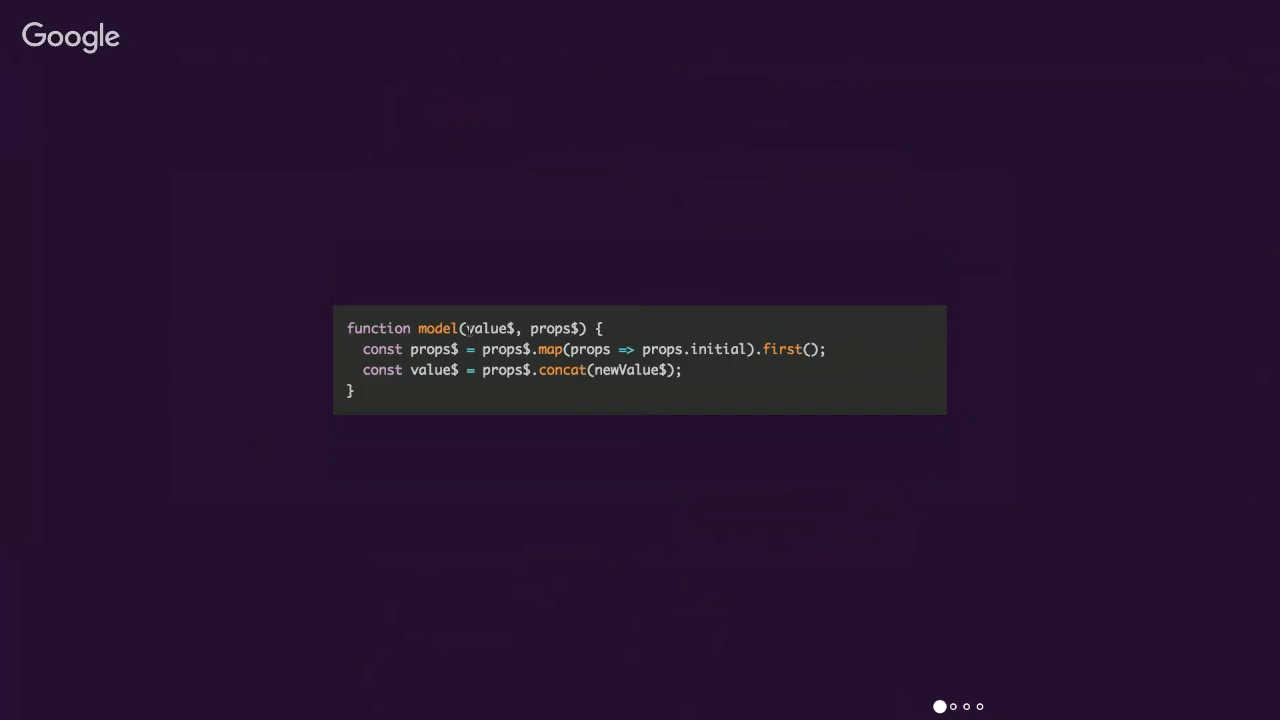 Google
function model(value$, props$) {
const props$ = props$.map(props => props.initial).first();
const value$ = props$.concat(newValue$);
}